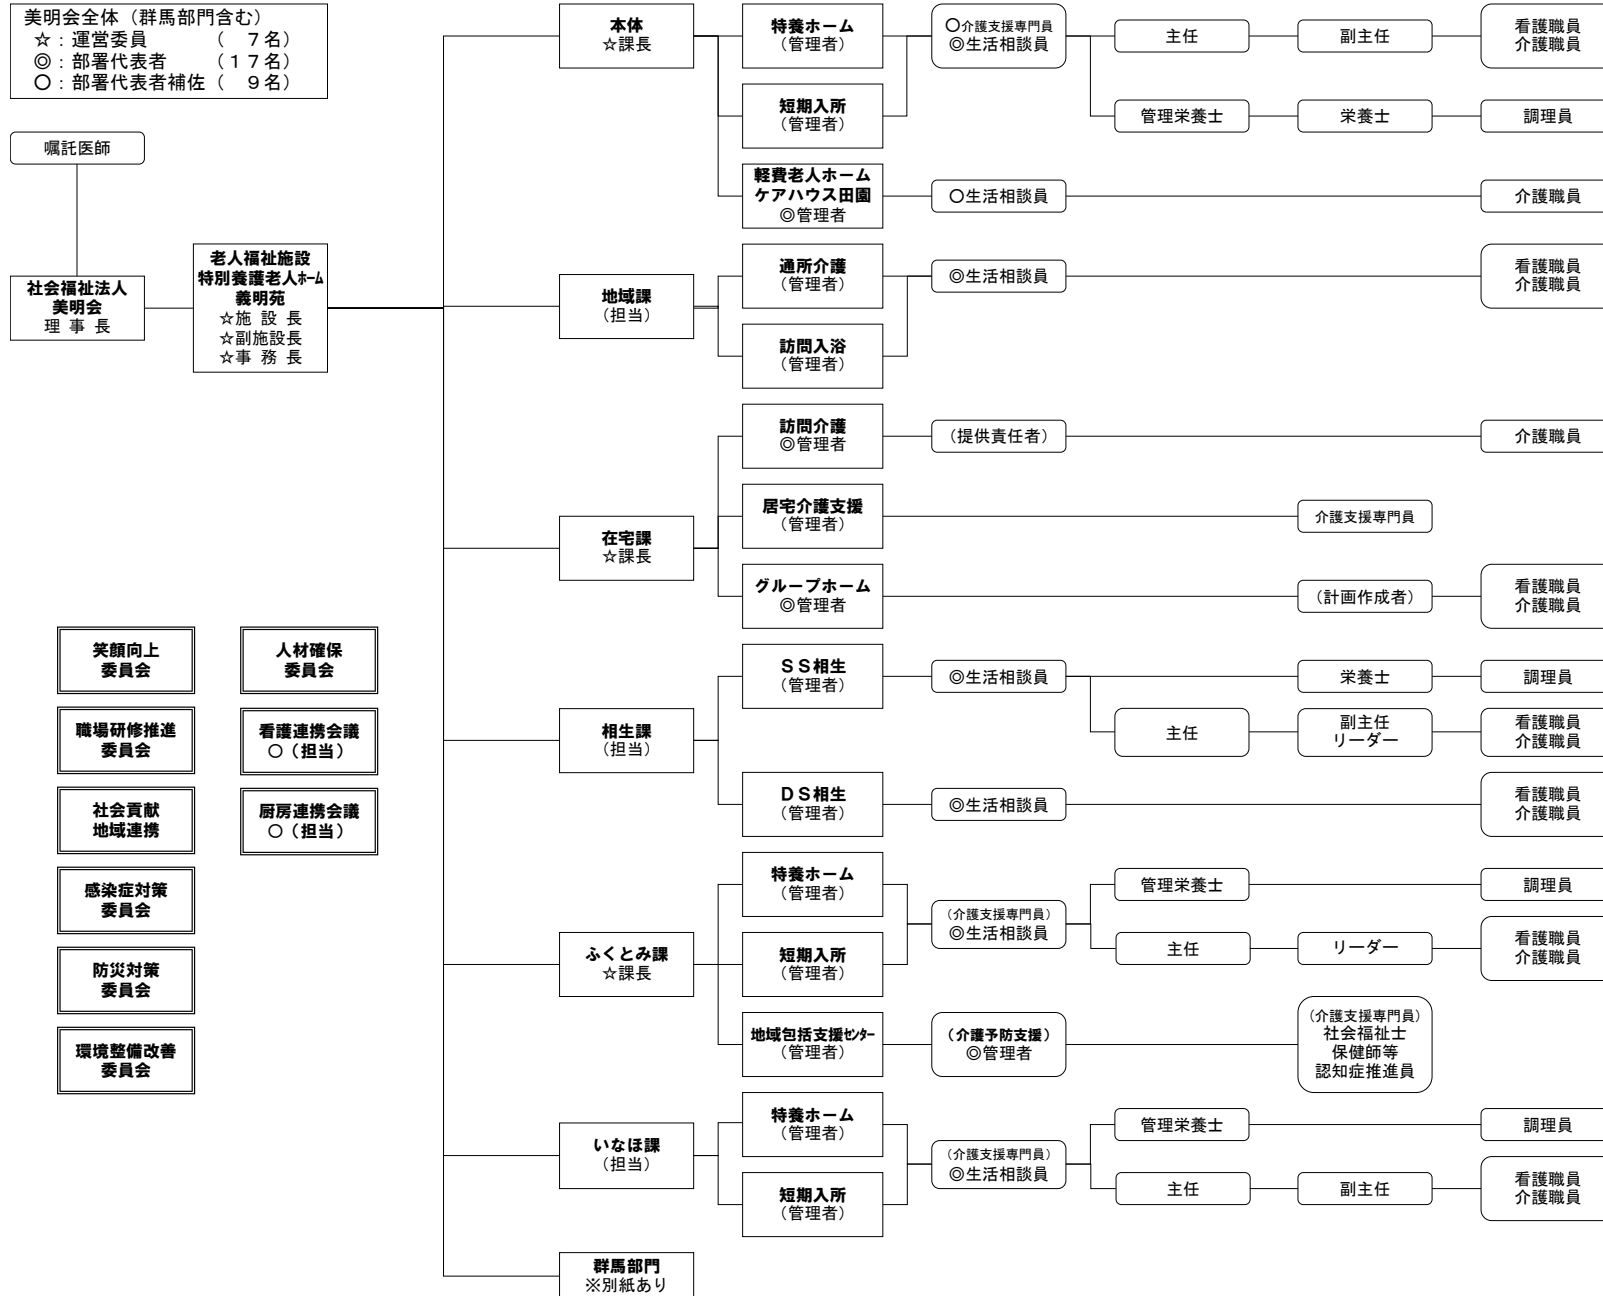 美明会全体（群馬部門含む）
☆：運営委員　　　（　７名）
◎：部署代表者　　（１７名）
○：部署代表者補佐（　９名）
嘱託医師
社会福祉法人
美明会
理 事 長
老人福祉施設
特別養護老人ホーム
義明苑
☆施 設 長
☆副施設長
☆事 務 長
本体
☆課長
特養ホーム
（管理者）
○介護支援専門員
◎生活相談員
主任
副主任
看護職員
介護職員
短期入所
（管理者）
管理栄養士
栄養士
調理員
軽費老人ホーム
ケアハウス田園
◎管理者
○生活相談員
介護職員
地域課
（担当）
通所介護
（管理者）
◎生活相談員
看護職員
介護職員
訪問入浴
（管理者）
在宅課
☆課長
訪問介護
◎管理者
（提供責任者）
介護職員
居宅介護支援
（管理者）
介護支援専門員
グループホーム
◎管理者
（計画作成者）
看護職員
介護職員
相生課
（担当）
ＳＳ相生
（管理者）
◎生活相談員
栄養士
調理員
主任
副主任
リーダー
看護職員
介護職員
ＤＳ相生
（管理者）
◎生活相談員
看護職員
介護職員
ふくとみ課
☆課長
特養ホーム
（管理者）
（介護支援専門員）
◎生活相談員
管理栄養士
調理員
短期入所
（管理者）
主任
リーダー
看護職員
介護職員
地域包括支援センター
（管理者）
（介護予防支援）
◎管理者
（介護支援専門員）
社会福祉士
保健師等
認知症推進員
いなほ課
（担当）
特養ホーム
（管理者）
（介護支援専門員）
◎生活相談員
管理栄養士
調理員
短期入所
（管理者）
主任
副主任
看護職員
介護職員
群馬部門
※別紙あり
笑顔向上
委員会
人材確保
委員会
職場研修推進
委員会
看護連携会議
○（担当）
社会貢献
地域連携
厨房連携会議
○（担当）
感染症対策
委員会
防災対策
委員会
環境整備改善
委員会